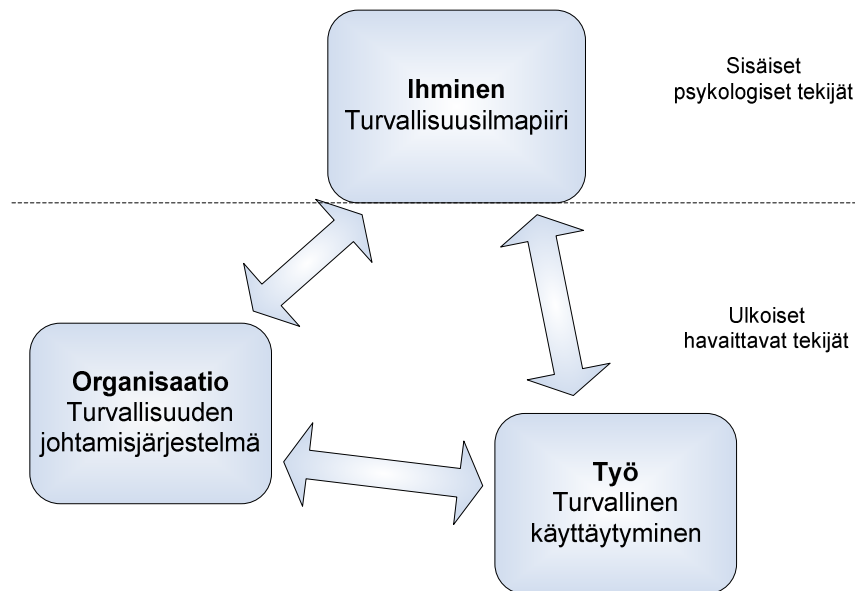 Ihminen
Turvallisuusilmapiiri
Sisäiset
psykologiset tekijät
Ulkoiset
havaittavat tekijät
Organisaatio
Turvallisuuden
johtamisjärjestelmä
Työ
Turvallinen
käyttäytyminen